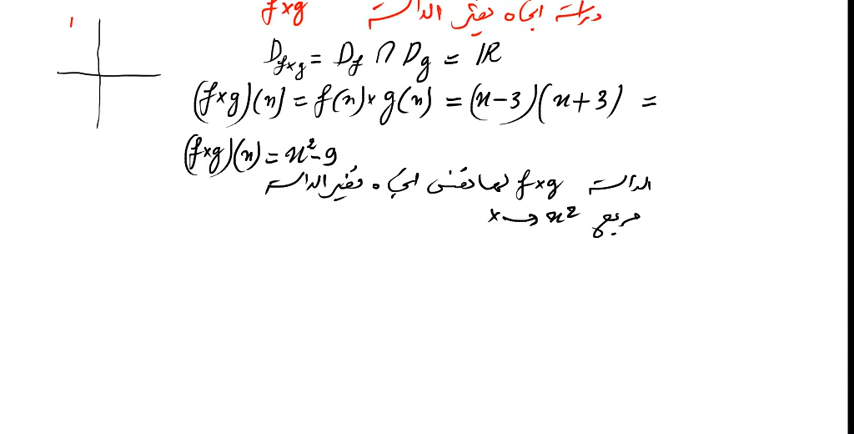 دراسة اتجاه تغير الدالة f×g
D_{f×g} = D_f ∩ D_g = ℝ
(f×g)(x) = f(x) × g(x) = (x-3)(x+3) =
(f×g)(x) = x²-9
الدالة f×g لها نفس اتجاه تغير الدالة
مربع x → x²